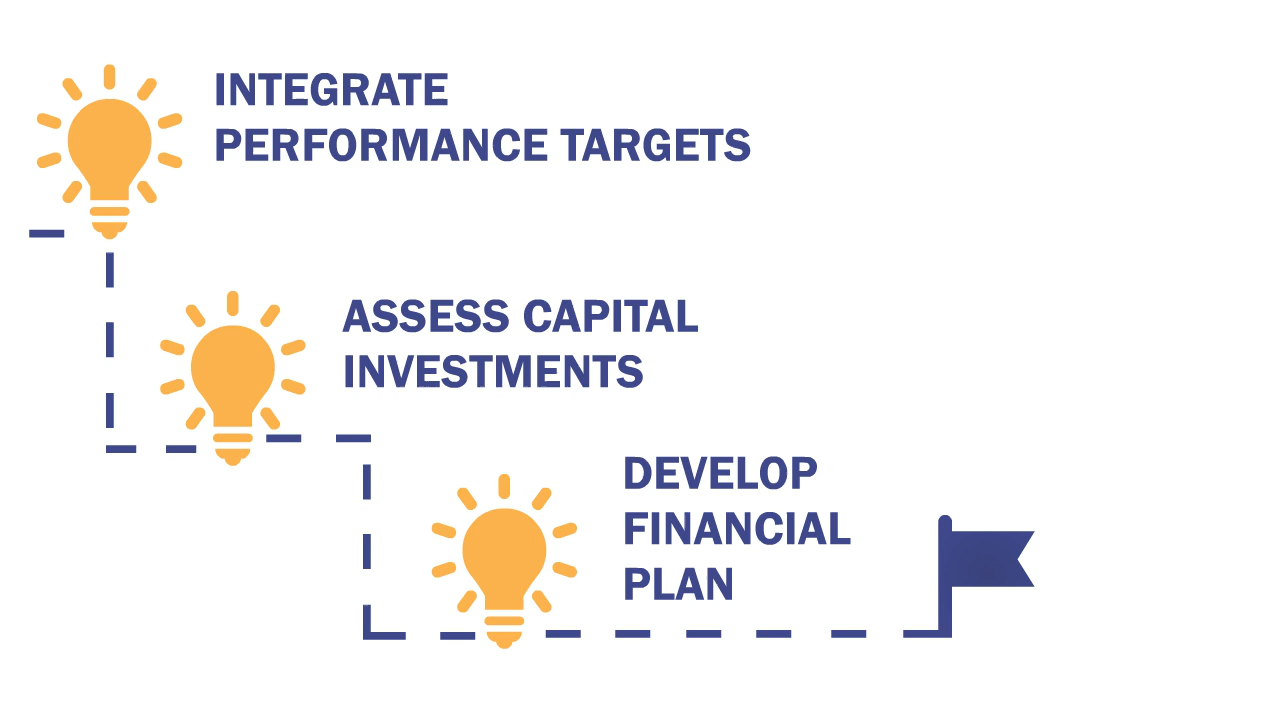 INTEGRATE
PERFORMANCE TARGETS
ASSESS CAPITAL
INVESTMENTS
DEVELOP
FINANCIAL
PLAN